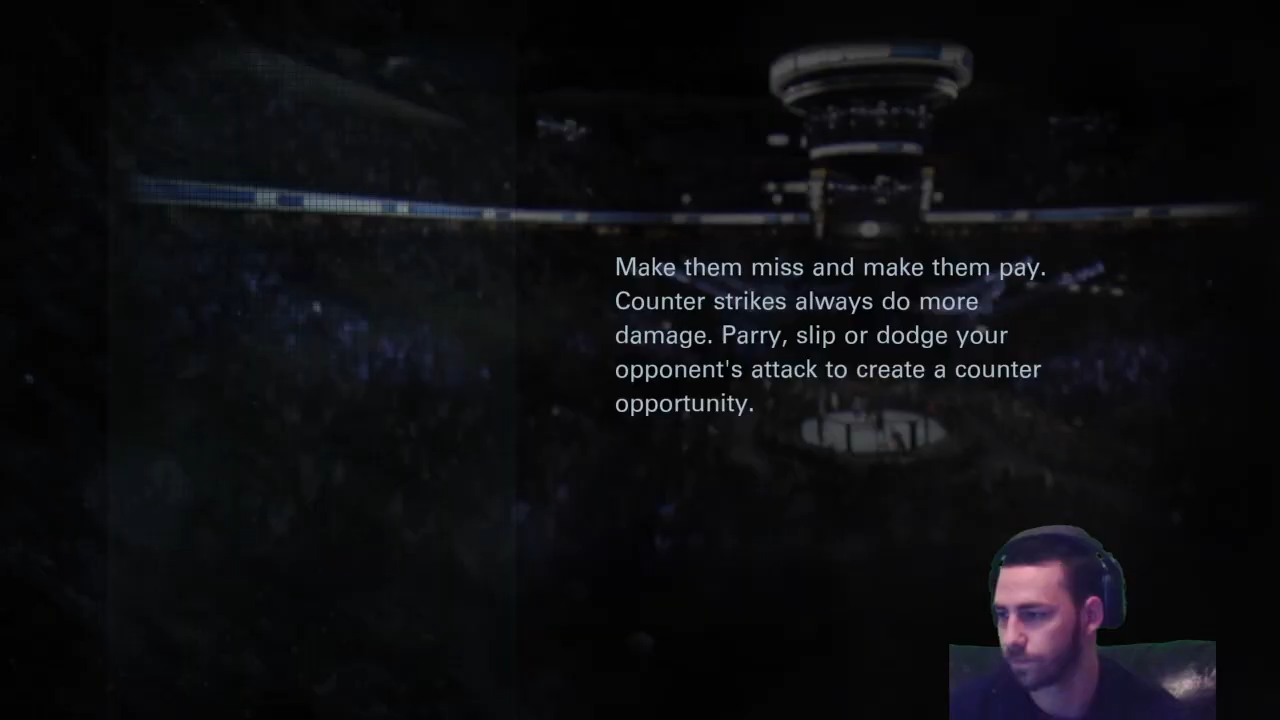 Make them miss and make them pay.
Counter strikes always do more
damage. Parry, slip or dodge your
opponent's attack to create a counter
opportunity.